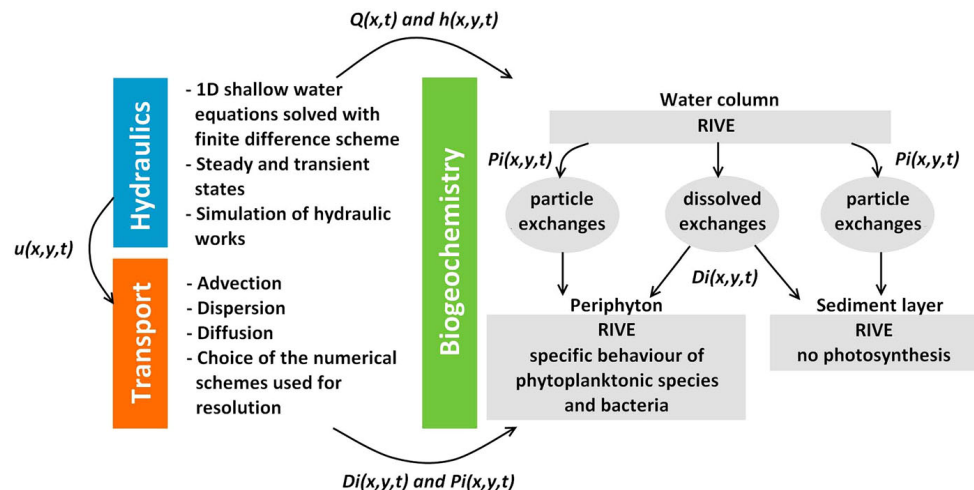 Q(x,t) and h(x,y,t)
Hydraulics
- 1D shallow water
equations solved with
finite difference scheme
- Steady and transient
states
- Simulation of hydraulic
works
u(x,y,t)
Transport
- Advection
- Dispersion
- Diffusion
- Choice of the numerical
schemes used for
resolution
Di(x,y,t) and Pi(x,y,t)
Biogeochemistry
Water column
RIVE
Pi(x,y,t)
Pi(x,y,t)
particle
exchanges
dissolved
exchanges
particle
exchanges
Di(x,y,t)
Periphyton
RIVE
specific behaviour of
phytoplanktonic species
and bacteria
Sediment layer
RIVE
no photosynthesis